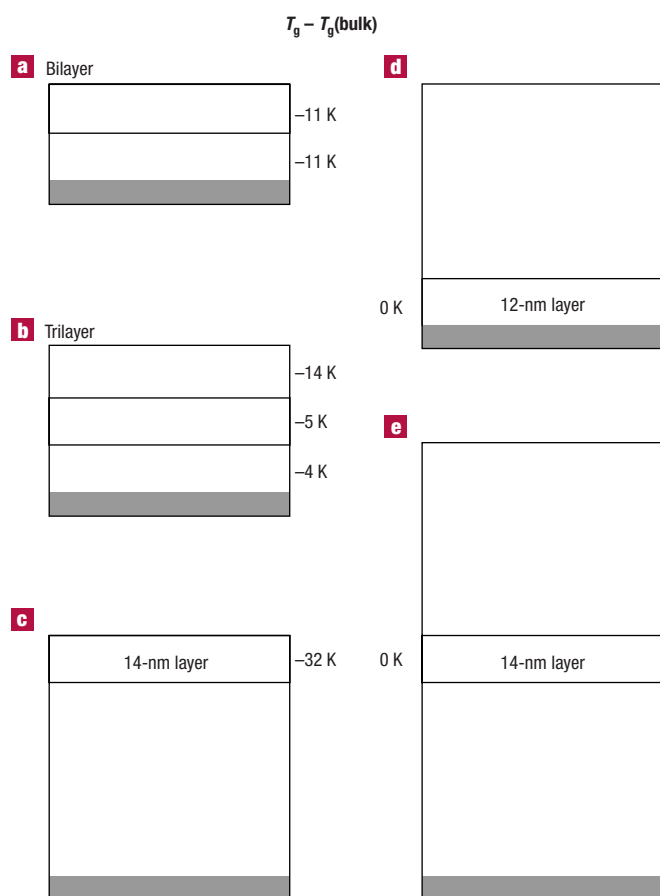 Tg – Tg(bulk)
a Bilayer
–11 K
–11 K
b Trilayer
–14 K
–5 K
–4 K
c
14-nm layer –32 K
d
0 K 12-nm layer
e
0 K 14-nm layer